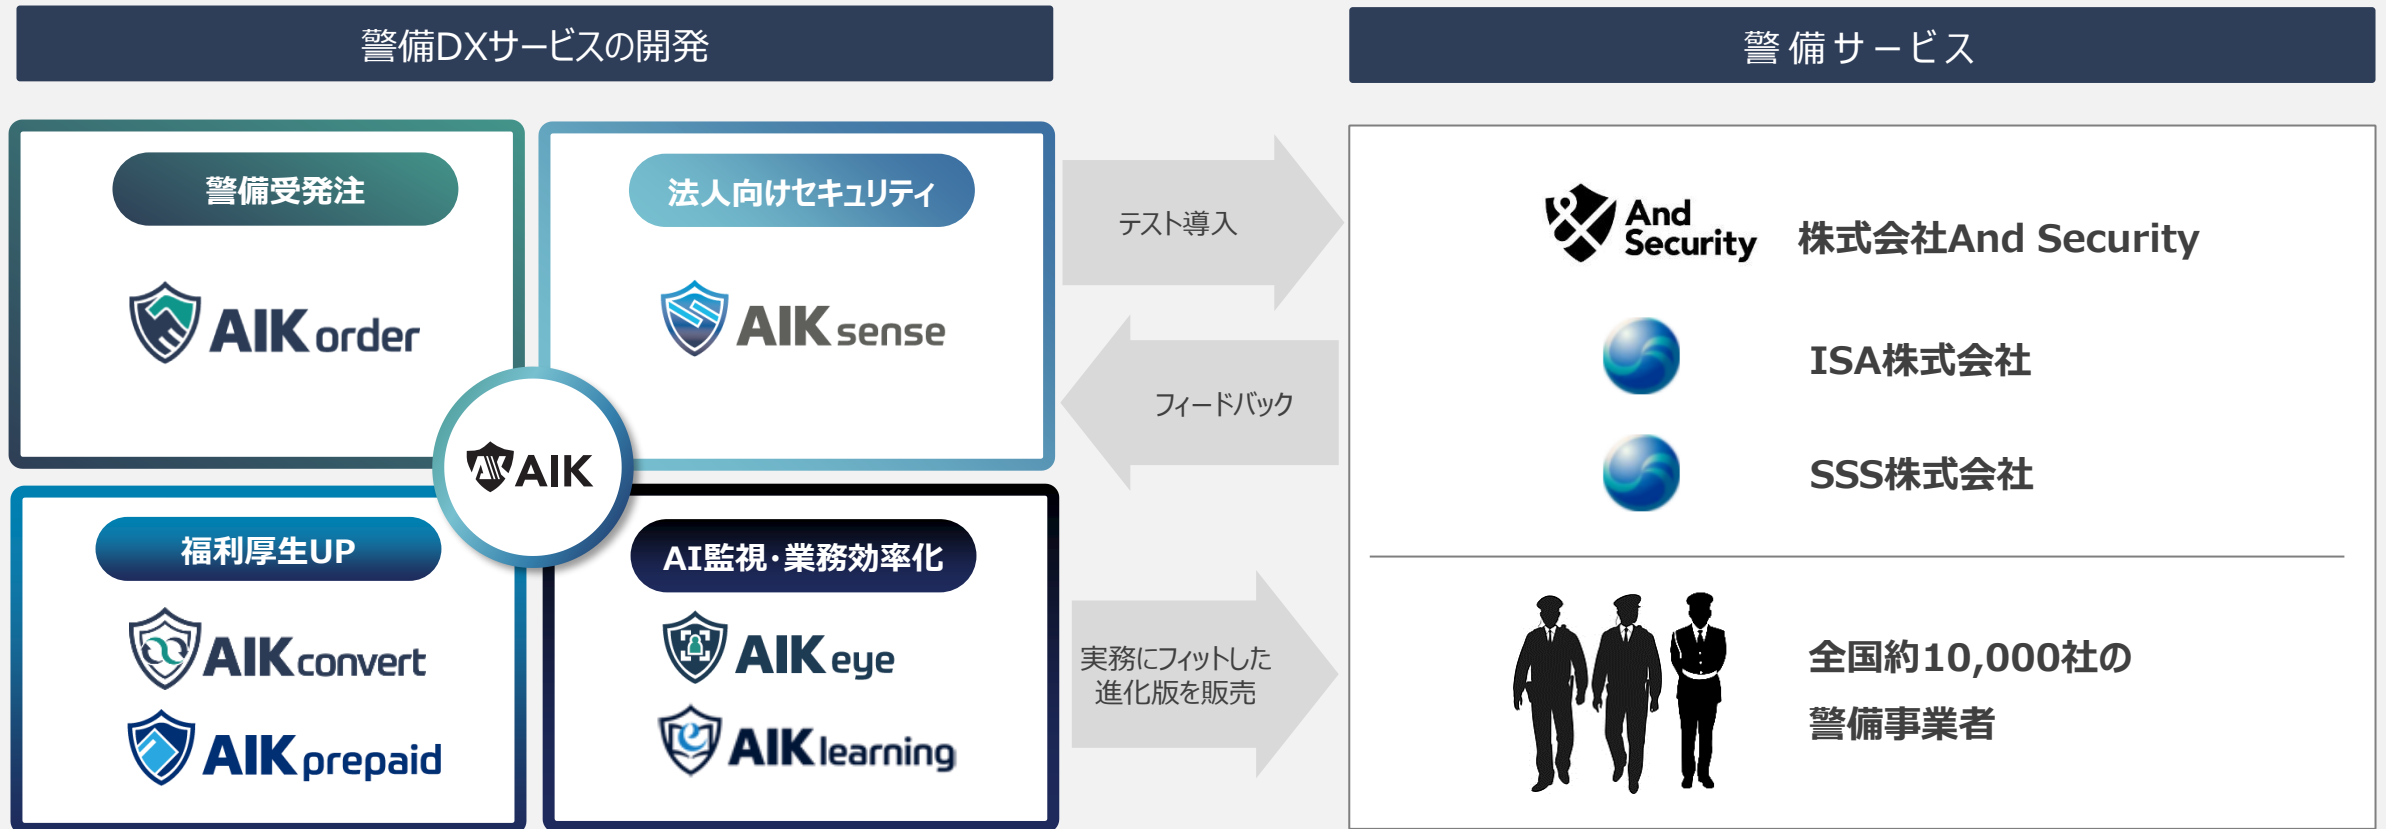 警備DXサービスの開発
警備サービス
警備受発注
AIK order
法人向けセキュリティ
AIK sense
AIK
福利厚生UP
AIK convert
AIK prepaid
AI監視・業務効率化
AIK eye
AIK learning
テスト導入
フィードバック
実務にフィットした
進化版を販売
And
Security
株式会社And Security
ISA株式会社
SSS株式会社
全国約10,000社の
警備事業者